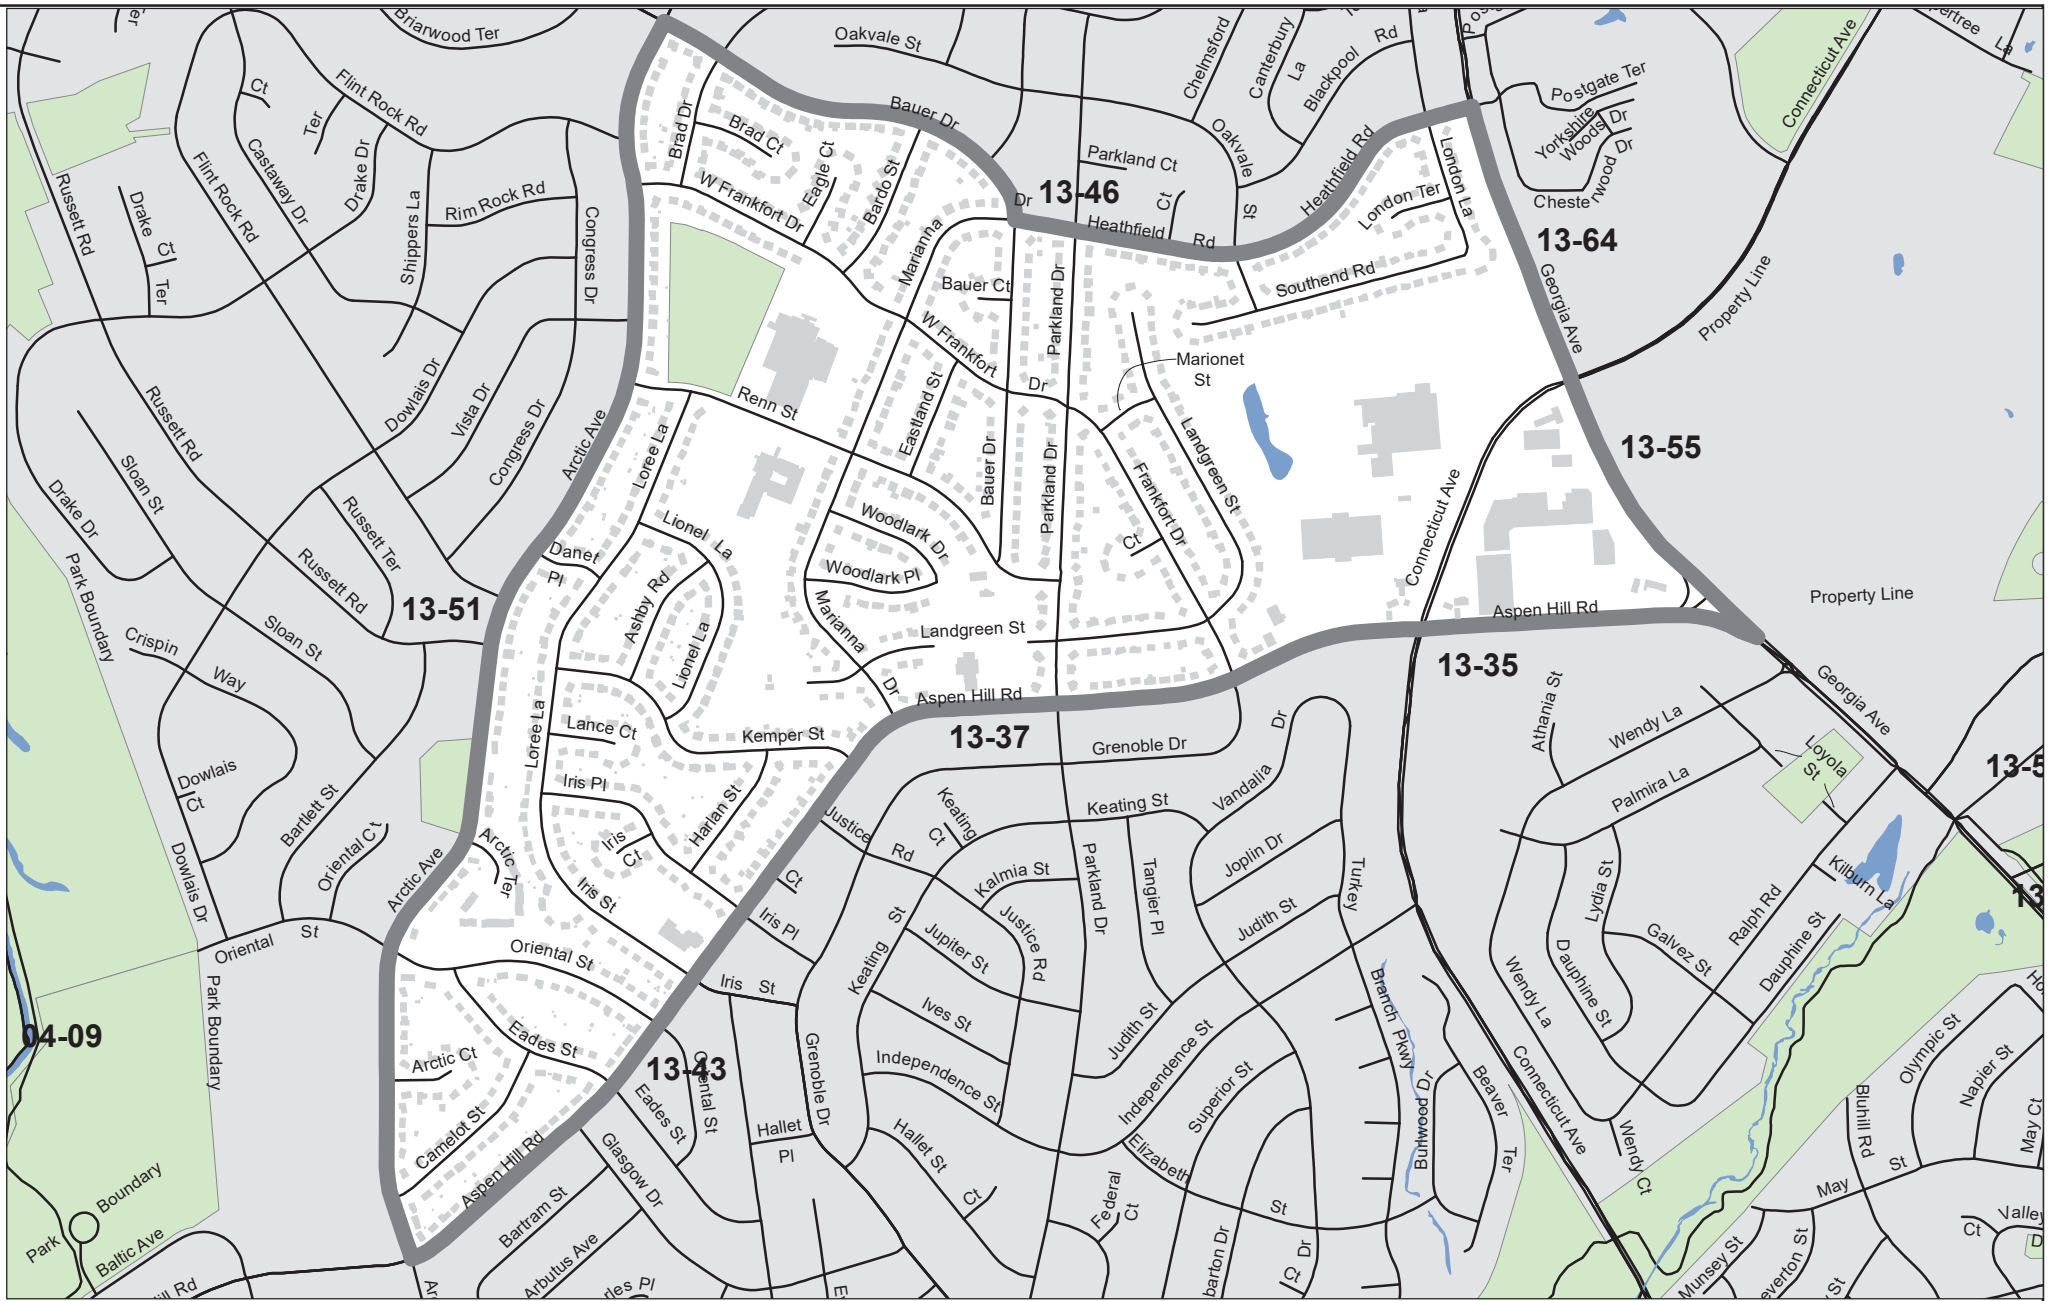 Ter
Briarwood Ter
Oakvale St
Chelmsford
Canterbury
La
Blackpool
Rd
Connecticut Ave
La
Postgate Ter
Yorkshire
Woods Dr
Cheste
rwood Dr
Ct
Ter
Flint Rock Rd
Castaway Dr
Flint Rock Rd
Drake Dr
Russett Rd
Drake
Ct
Ter
Shippers La
Rim Rock Rd
Congress Dr
Brad Dr
Brad Ct
Eagle Ct
Bardo St
W Frankfort Dr
Bauer Dr
Dr
13-46
Parkland Ct
Ct
Heathfield
Rd
Oakvale
St
Heathfield Rd
London Ter
London La
Southend Rd
13-64
Georgia Ave
Property Line
Marianna
Bauer Ct
Parkland Dr
W Frankfort
Dr
Marionet
St
Renn St
Eastland St
Bauer Dr
Parkland Dr
Landgreen St
Frankfort Dr
Ct
Connecticut Ave
13-55
Dowlais Dr
Vista Dr
Congress Dr
Arctic Ave
Loree La
Russett Rd
Sloan St
Drake Dr
Russett Ter
Russett Rd
Park Boundary
Danet
Pl
Lionel La
Ashby Rd
Lionel La
Woodlark Dr
Woodlark Pl
Marianna
Dr
Landgreen St
Aspen Hill Rd
Aspen Hill Rd
Property Line
13-51
13-35
13-37
Crispin
Way
Sloan St
Loree La
Lance Ct
Kemper St
Iris Pl
Harlan St
Iris
Ct
Iris St
Dowlais
Ct
Bartlett St
Oriental Ct
Dowlais Dr
Arctic Ave
Arctic
Ter
Oriental
St
Oriental St
Park Boundary
Eades St
Arctic Ct
Camelot St
Aspen Hill Rd
04-09
13-43
Grenoble Dr
Dr
Vandalia
Keating St
Keating
Ct
Justice
Rd
Kalmia St
Justice Rd
Parkland Dr
Tangier Pl
Joplin Dr
Judith St
Turkey
Branch Pkwy
Ct
Iris Pl
Iris St
Keating St
Jupiter St
Ives St
Independence St
Judith St
Independence St
Superior St
Elizabeth
St
Grenoble Dr
Hallet
Pl
Hallet St
Ct
Federal
Ct
Eades St
Glasgow Dr
Bartram St
Arbutus Ave
Burlwood Dr
Beaver
Ter
Connecticut Ave
Wendy La
Wendy Ct
Athania St
Wendy La
Palmira La
Loyola
St
Georgia Ave
Lydia St
Dauphine St
Galvez St
Ralph Rd
Dauphine St
Kilburn La
Olympic St
Napier St
May Ct
Bluhill Rd
St
May
Munsey St
Ct
Park
Boundary
Baltic Ave